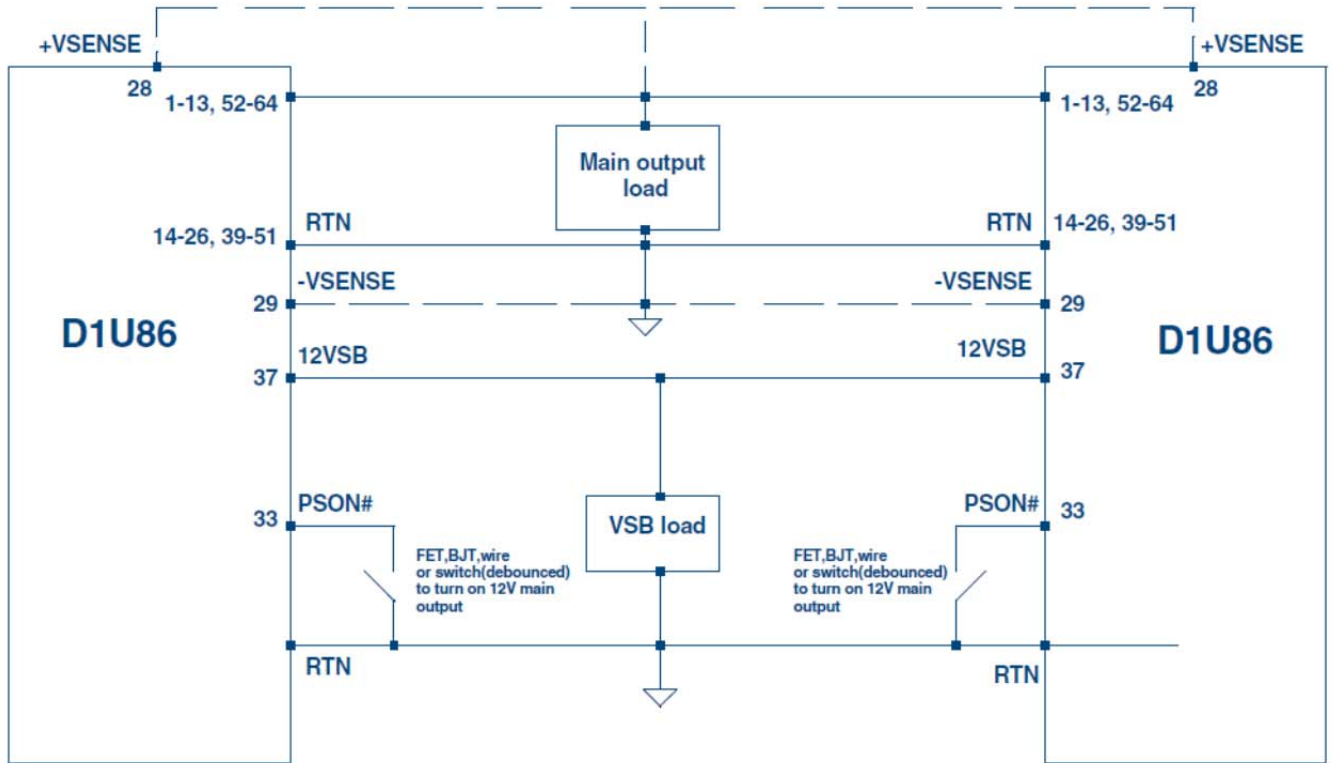 +VSENSE
+VSENSE
28
28
1-13, 52-64
1-13, 52-64
Main output
load
RTN
RTN
14-26, 39-51
14-26, 39-51
-VSENSE
-VSENSE
29
29
D1U86
D1U86
12VSB
12VSB
37
37
PSON#
PSON#
33
33
VSB load
FET,BJT,wire
or switch(debounced)
to turn on 12V main
output
FET,BJT,wire
or switch(debounced)
to turn on 12V main
output
RTN
RTN